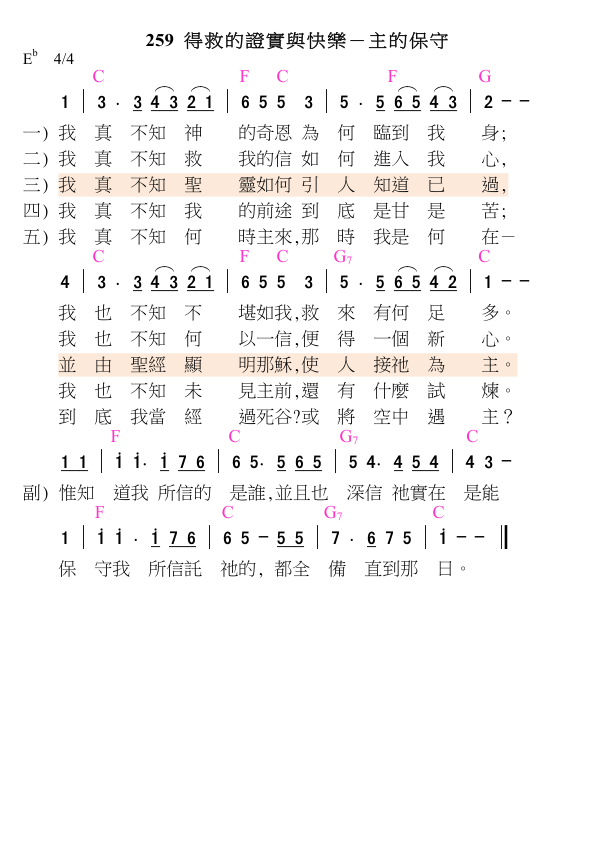 259 得救的證實與快樂－主的保守
E♭ 4/4
C F C F G
1 | 3 · 3 4 3 2 1 | 6 5 5 3 | 5 · 5 6 5 4 3 | 2 - -
一) 我 真 不知 神 的奇恩 為 何 臨到 我 身;
二) 我 真 不知 救 我的信 如 何 進入 我 心,
三) 我 真 不知 聖 靈如何 引 人 知道 已 過,
四) 我 真 不知 我 的前途 到 底 是甘 是 苦;
五) 我 真 不知 何 時主來,那 時 我是 何 在－
C F C G7 C
4 | 3 · 3 4 3 2 1 | 6 5 5 3 | 5 · 5 6 5 4 2 | 1 - -
我 也 不知 不 堪如我,救 來 有何 足 多。
我 也 不知 何 以一信,便 得 一個 新 心。
並 由 聖經 顯 明那穌,使 人 接祂 為 主。
我 也 不知 未 見主前,還 有 什麼 試 煉。
到 底 我當 經 過死谷?或 將 空中 遇 主?
F C G7 C
1 1 | i i· i 7 6 | 6 5· 5 6 5 | 5 4· 4 5 4 | 4 3 -
副) 惟知 道我 所信的 是誰,並且也 深信 祂實在 是能
F C G7 C
1 | i i · i 7 6 | 6 5 - 5 5 | 7 · 6 7 5 | i - - ‖
保 守我 所信託 祂的, 都全 備 直到那 日。